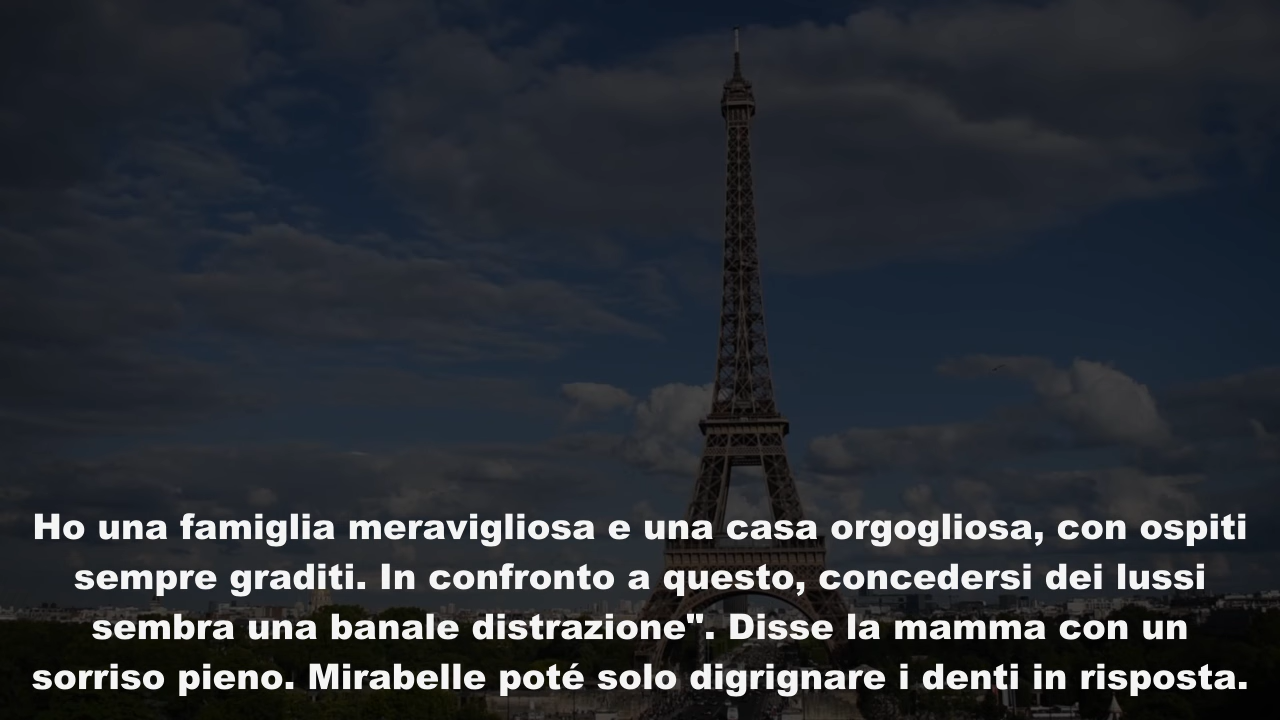 Ho una famiglia meravigliosa e una casa orgogliosa, con ospiti
sempre graditi. In confronto a questo, concedersi dei lussi
sembra una banale distrazione". Disse la mamma con un
sorriso pieno. Mirabelle poté solo digrignare i denti in risposta.